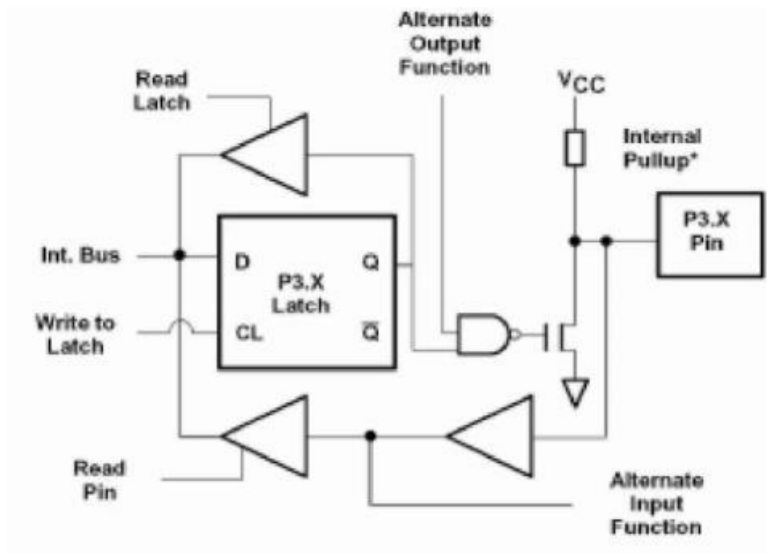 Alternate
Output
Function
Read
Latch
VCC
Internal
Pullup*
P3.X
Pin
Int. Bus
D
Q
P3.X
Latch
Write to
Latch
CL
Q̅
Read
Pin
Alternate
Input
Function